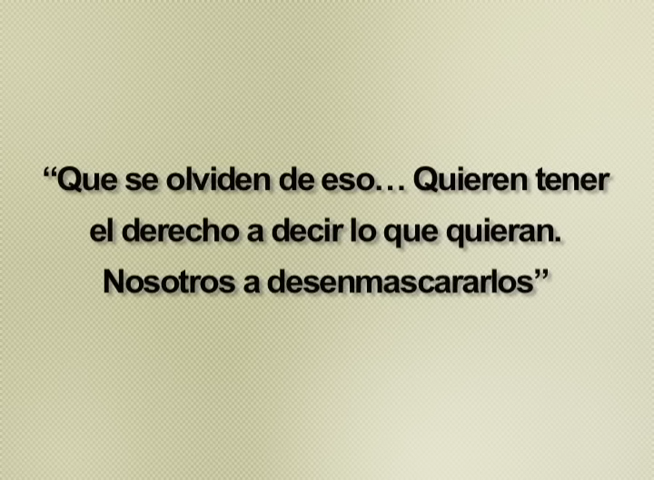 “Que se olviden de eso… Quieren tener
el derecho a decir lo que quieran.
Nosotros a desenmascararlos”